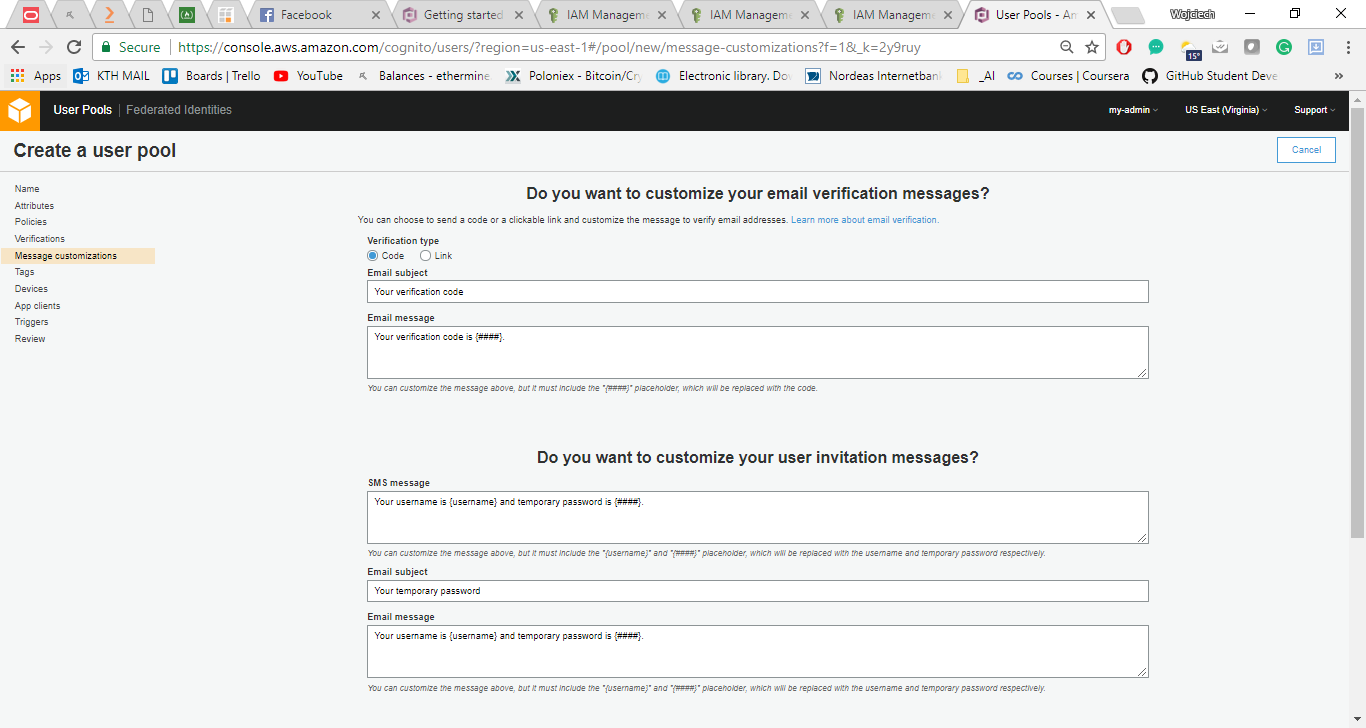 Facebook
Getting started
IAM Managem
IAM Managem
IAM Managem
User Pools - Am
Wojciech
Secure
https://console.aws.amazon.com/cognito/users/?region=us-east-1#/pool/new/message-customizations?f=1&_k=2y9ruy
15°
Apps
KTH MAIL
Boards | Trello
YouTube
Balances - ethermine.
Poloniex - Bitcoin/Cry
Electronic library. Dow
Nordeas Internetbank
_AI
Courses | Coursera
GitHub Student Deve
»
User Pools | Federated Identities
my-admin
US East (Virginia)
Support
Create a user pool
Cancel
Name
Attributes
Policies
Verifications
Message customizations
Tags
Devices
App clients
Triggers
Review
Do you want to customize your email verification messages?
You can choose to send a code or a clickable link and customize the message to verify email addresses. Learn more about email verification.
Verification type
Code Link
Email subject
Your verification code
Email message
Your verification code is {####}.
You can customize the message above, but it must include the "{####}" placeholder, which will be replaced with the code.
Do you want to customize your user invitation messages?
SMS message
Your username is {username} and temporary password is {####}.
You can customize the message above, but it must include the "{username}" and "{####}" placeholder, which will be replaced with the username and temporary password respectively.
Email subject
Your temporary password
Email message
Your username is {username} and temporary password is {####}.
You can customize the message above, but it must include the "{username}" and "{####}" placeholder, which will be replaced with the username and temporary password respectively.